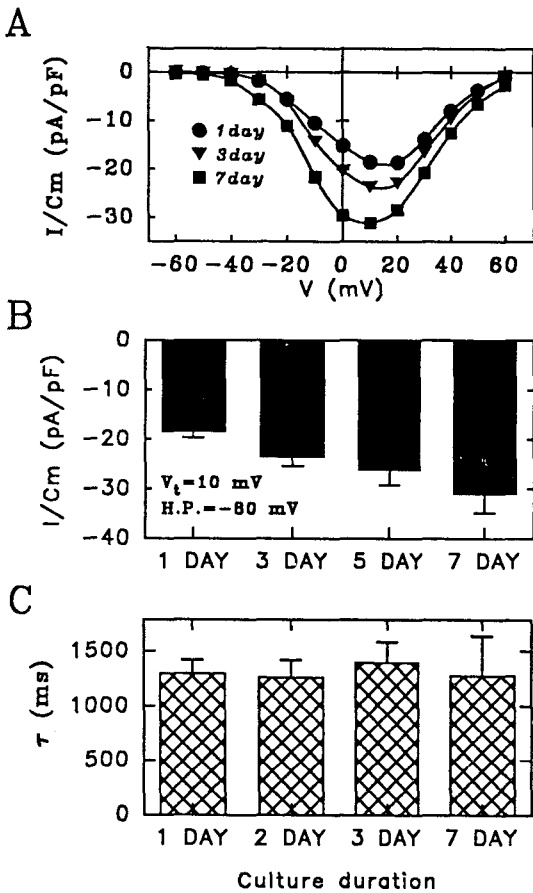 A
I/Cm (pA/pF)
0
-10
-20
-30
1day
3day
7day
-60 -40 -20 0 20 40 60
V (mV)
B
I/Cm (pA/pF)
0
-10
-20
-30
-40
V_t=10 mV
H.P.=-80 mV
1 DAY 3 DAY 5 DAY 7 DAY
C
τ (ms)
1500
1000
500
0
1 DAY 2 DAY 3 DAY 7 DAY
Culture duration